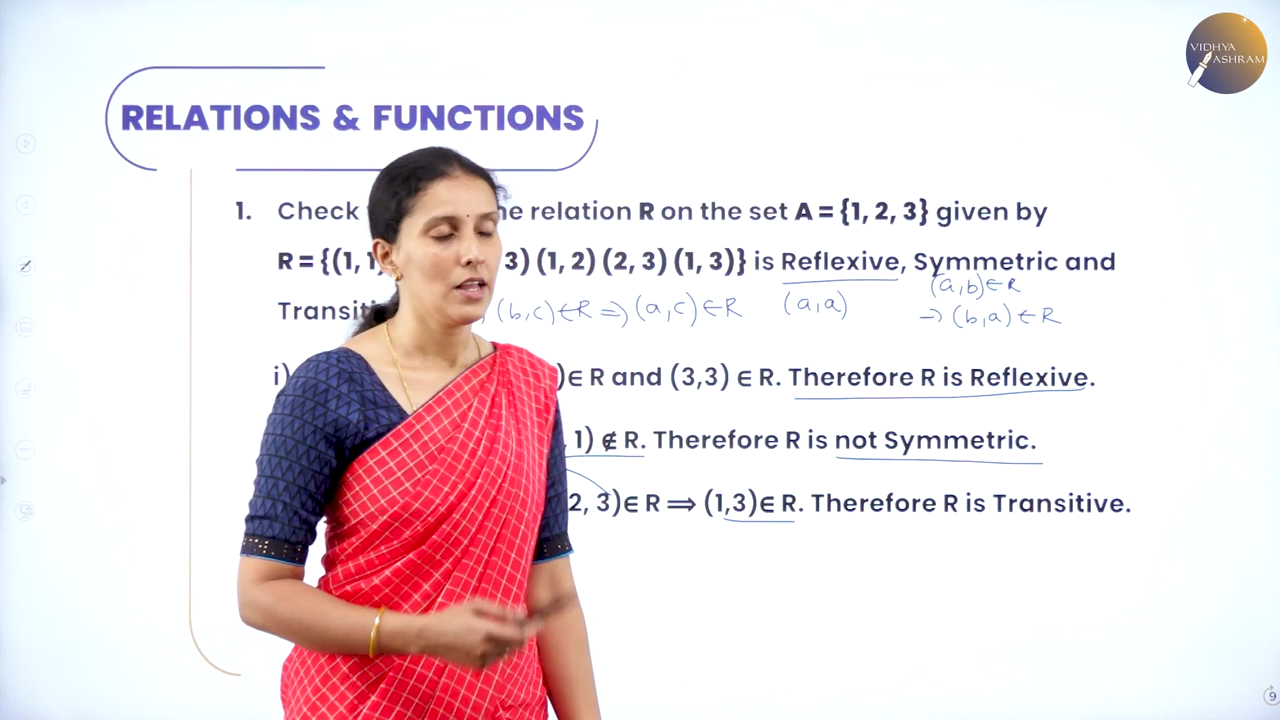 VIDHYA
ASHRAM
RELATIONS & FUNCTIONS
1. Check he relation R on the set A = {1, 2, 3} given by
R = {(1, 1) 3) (1, 2) (2, 3) (1, 3)} is Reflexive, Symmetric and
(a,b)∈R
Transiti (b,c)∈R ⇒ (a,c)∈R (a,a)
⇒ (b,a)∈R
i) )∈ R and (3,3) ∈ R. Therefore R is Reflexive.
, 1) ∉ R. Therefore R is not Symmetric.
2, 3)∈ R ⟹ (1,3)∈ R. Therefore R is Transitive.
9